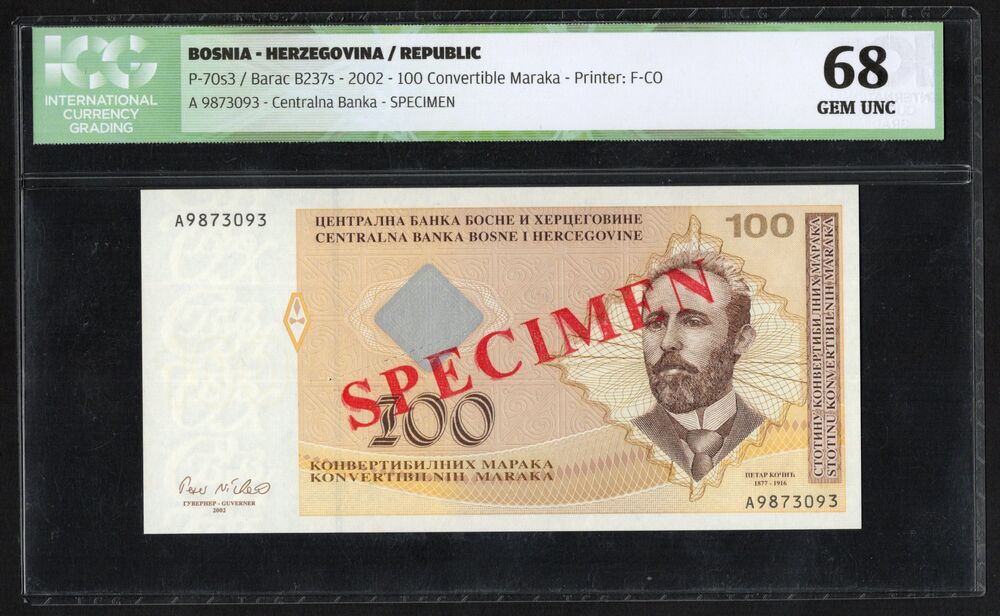 ICG
INTERNATIONAL
CURRENCY
GRADING
BOSNIA - HERZEGOVINA / REPUBLIC
P-70s3 / Barac B237s - 2002 - 100 Convertible Maraka - Printer: F-CO
A 9873093 - Centralna Banka - SPECIMEN
68
GEM UNC
A9873093
ЦЕНТРАЛНА БАНКА БОСНЕ И ХЕРЦЕГОВИНЕ
CENTRALNA BANKA BOSNE I HERCEGOVINE
100
СТОТИНУ КОНВЕРТИБИЛНИХ МАРАКА
STOTINU KONVERTIBILNIH MARAKA
SPECIMEN
100
КОНВЕРТИБИЛНИХ МАРАКА
KONVERTIBILNIH MARAKA
ПЕТАР КОЧИЋ
1877 - 1916
ГУВЕРНЕР - GUVERNER
2002
A9873093